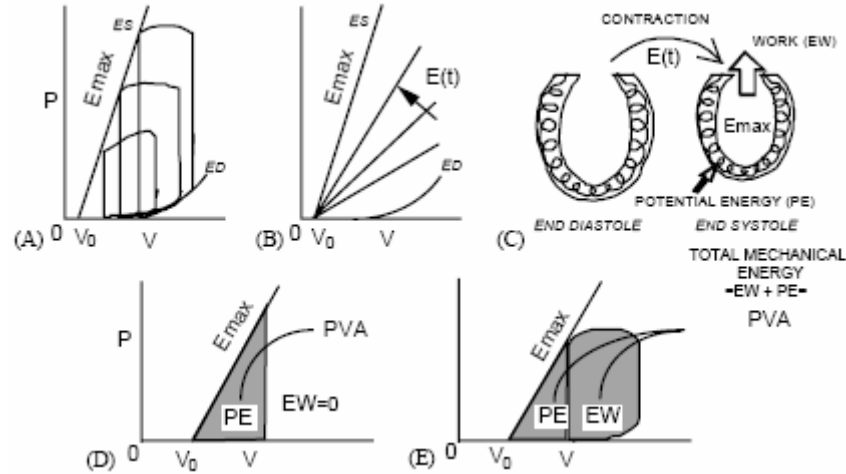 ES
Emax
P
ED
(A)
0
V0
V
ES
Emax
E(t)
ED
(B)
0
V0
V
CONTRACTION
E(t)
WORK (EW)
Emax
POTENTIAL ENERGY (PE)
(C)
END DIASTOLE
END SYSTOLE
TOTAL MECHANICAL
ENERGY
=EW + PE=
PVA
P
Emax
PVA
PE
EW=0
(D)
0
V0
V
Emax
PE
EW
(E)
0
V0
V